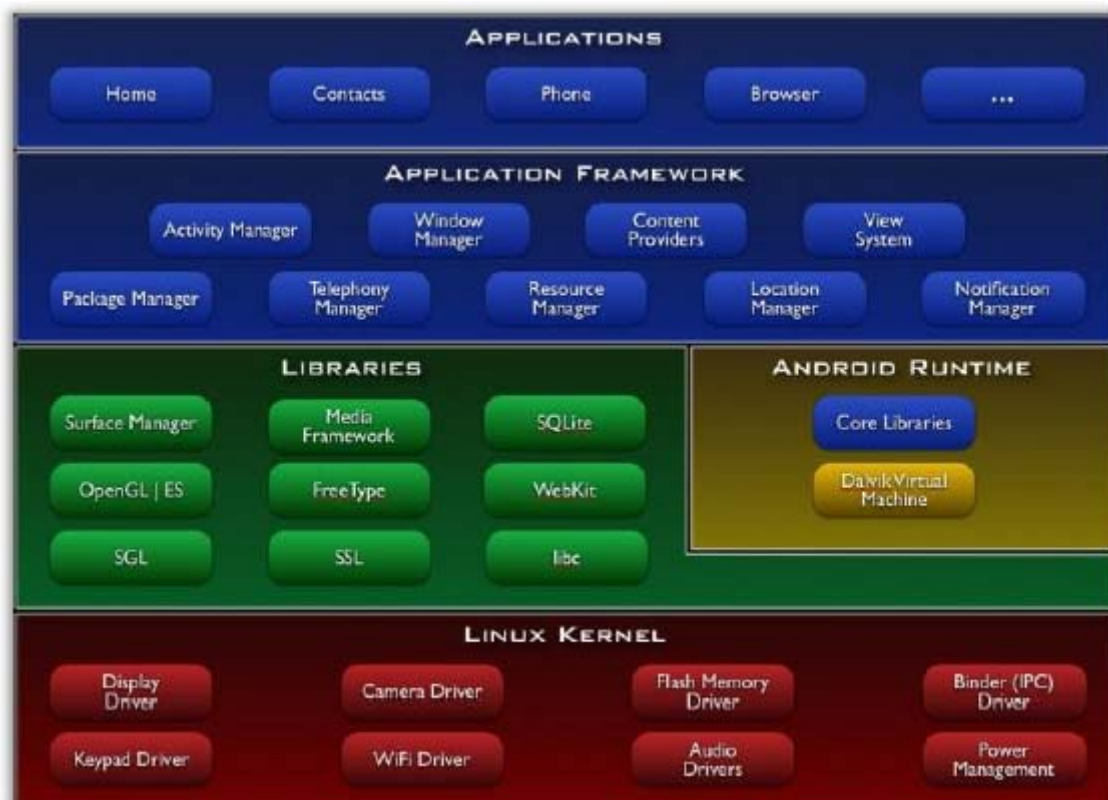 APPLICATIONS
Home
Contacts
Phone
Browser
...
APPLICATION FRAMEWORK
Activity Manager
Window
Manager
Content
Providers
View
System
Package Manager
Telephony
Manager
Resource
Manager
Location
Manager
Notification
Manager
LIBRARIES
Surface Manager
Media
Framework
SQLite
OpenGL | ES
FreeType
WebKit
SGL
SSL
libc
ANDROID RUNTIME
Core Libraries
Dalvik Virtual
Machine
LINUX KERNEL
Display
Driver
Camera Driver
Flash Memory
Driver
Binder (IPC)
Driver
Keypad Driver
WiFi Driver
Audio
Drivers
Power
Management